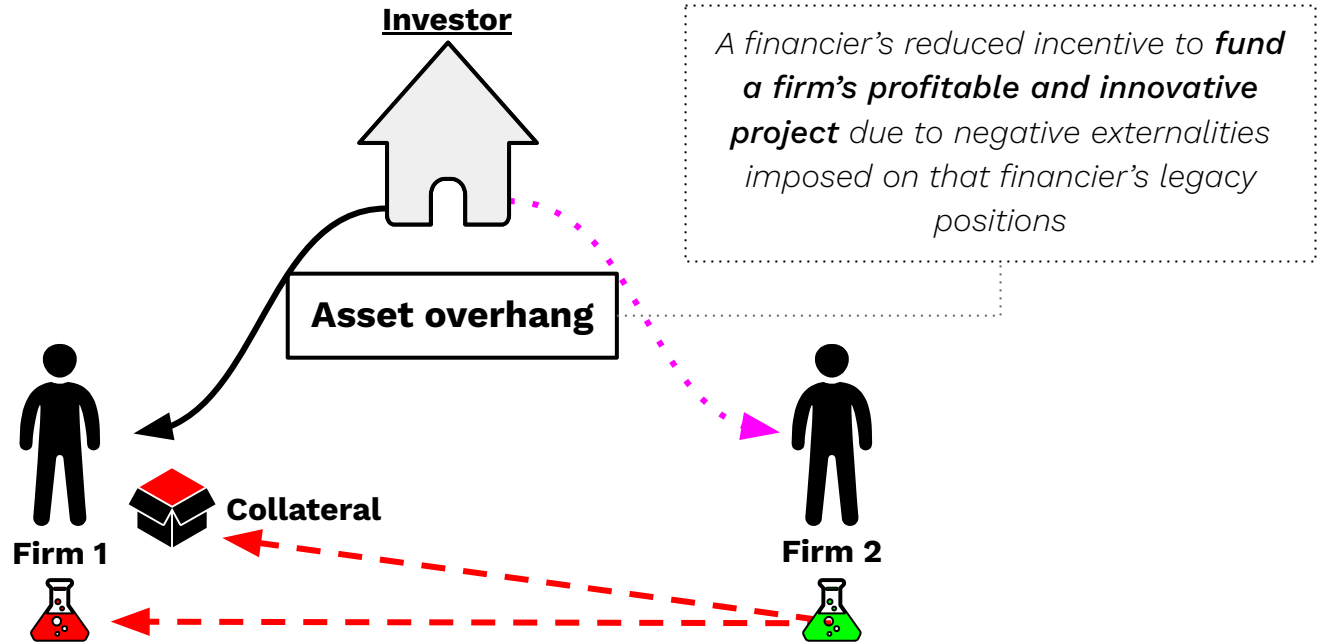 Investor
A financier’s reduced incentive to fund
a firm’s profitable and innovative
project due to negative externalities
imposed on that financier’s legacy
positions
Asset overhang
Collateral
Firm 1
Firm 2